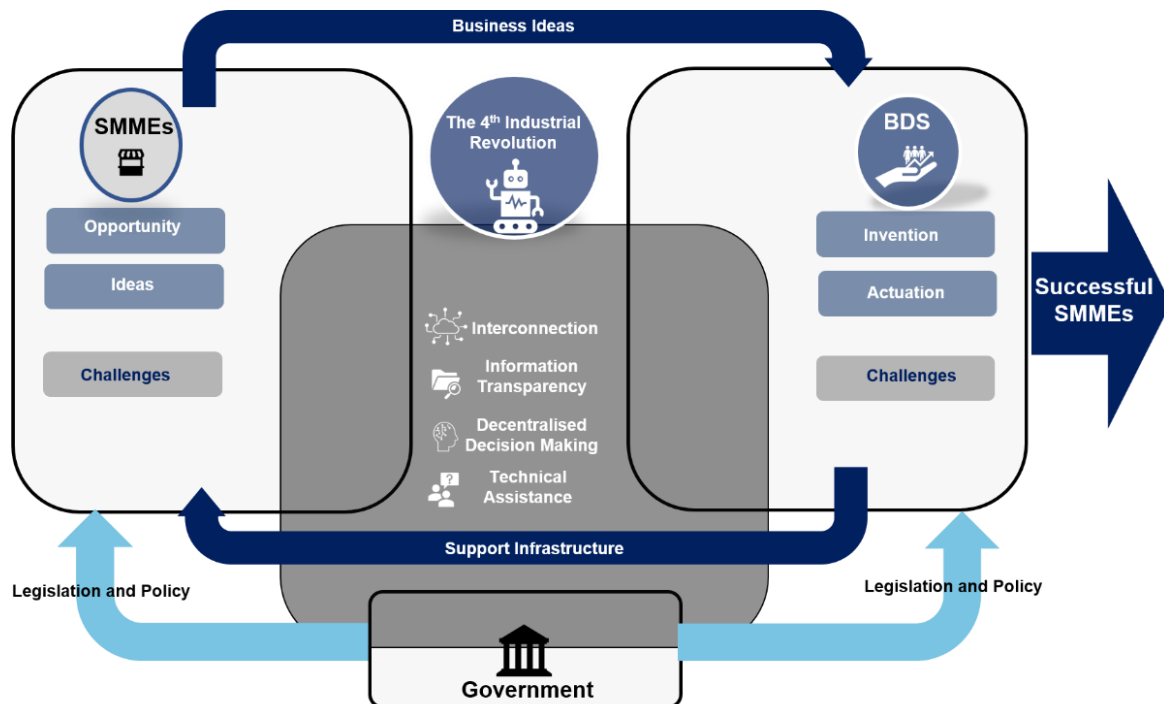 Business Ideas
SMMEs
Opportunity
Ideas
Challenges
The 4th Industrial
Revolution
Interconnection
Information
Transparency
Decentralised
Decision Making
Technical
Assistance
BDS
Invention
Actuation
Challenges
Successful
SMMEs
Support Infrastructure
Legislation and Policy
Legislation and Policy
Government